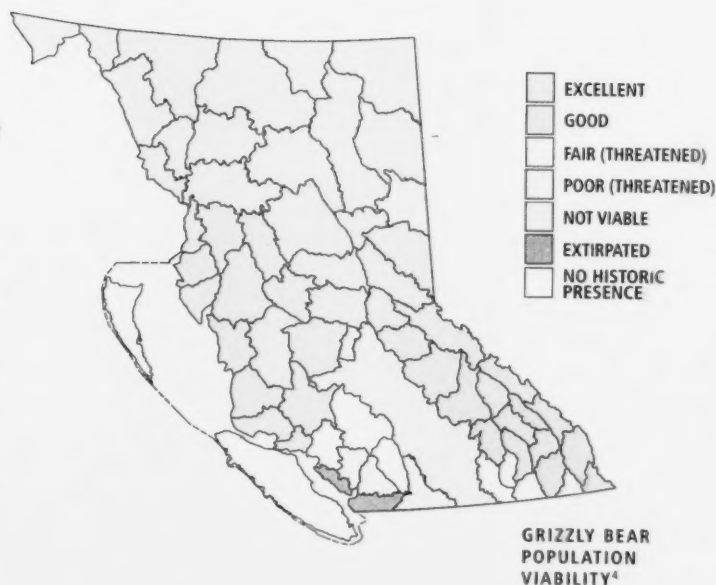 EXCELLENT
GOOD
FAIR (THREATENED)
POOR (THREATENED)
NOT VIABLE
EXTIRPATED
NO HISTORIC
PRESENCE
GRIZZLY BEAR
POPULATION
VIABILITY⁴